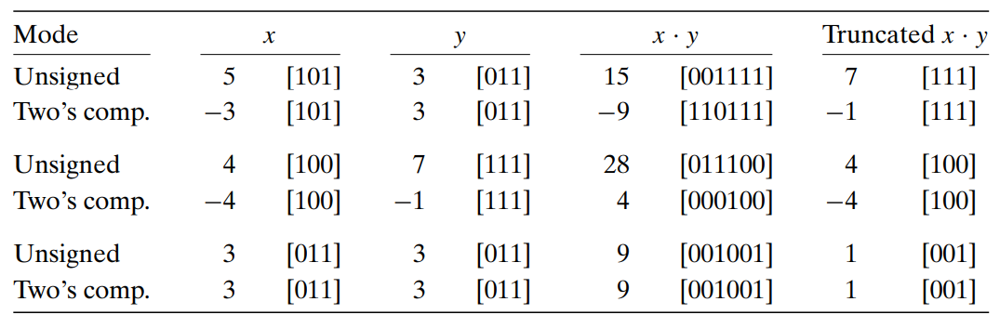 Mode x y x · y Truncated x · y
Unsigned 5 [101] 3 [011] 15 [001111] 7 [111]
Two’s comp. −3 [101] 3 [011] −9 [110111] −1 [111]
Unsigned 4 [100] 7 [111] 28 [011100] 4 [100]
Two’s comp. −4 [100] −1 [111] 4 [000100] −4 [100]
Unsigned 3 [011] 3 [011] 9 [001001] 1 [001]
Two’s comp. 3 [011] 3 [011] 9 [001001] 1 [001]